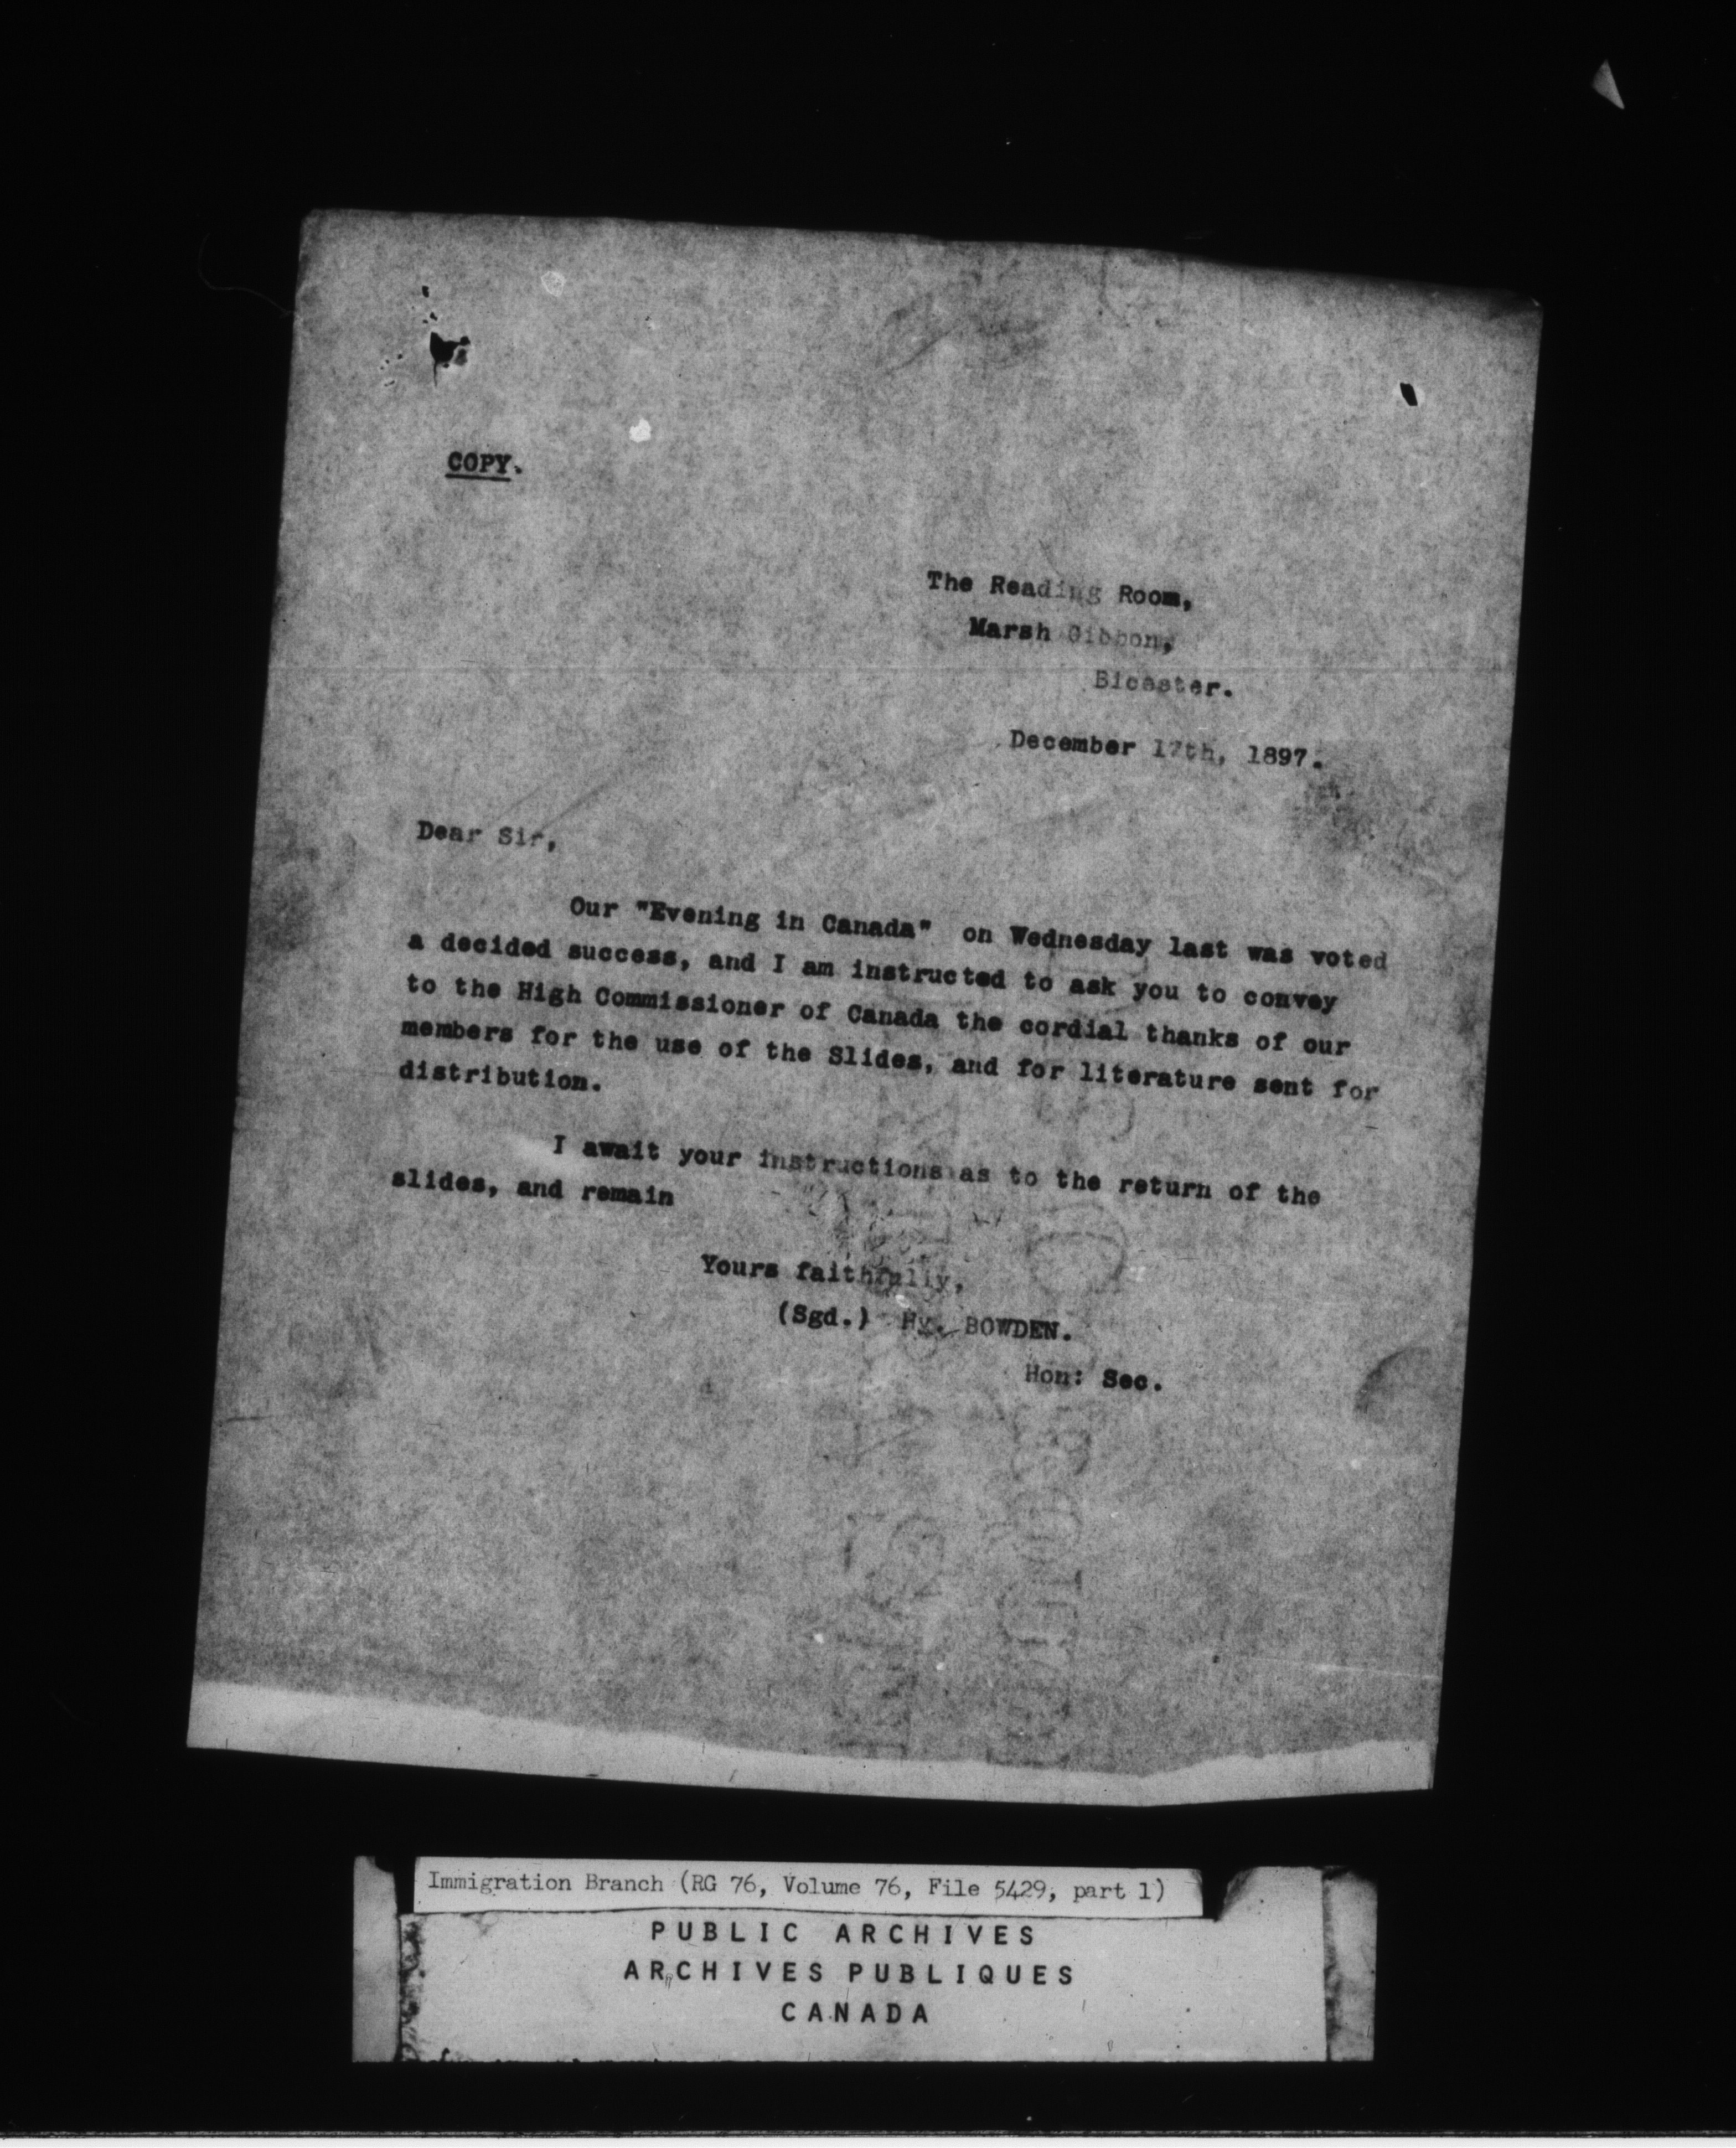 COPY.
The Reading Room,
Marsh Gibbon,
Bicester.
December 17th, 1897.
Dear Sir,
Our "Evening in Canada" on Wednesday last was voted
a decided success, and I am instructed to ask you to convey
to the High Commissioner of Canada the cordial thanks of our
members for the use of the Slides, and for literature sent for
distribution.
I await your instructions as to the return of the
slides, and remain
Yours faithfully,
(Sgd.) Hy. BOWDEN.
Hon: Sec.
Immigration Branch (RG 76, Volume 76, File 5429, part 1)
PUBLIC ARCHIVES
ARCHIVES PUBLIQUES
CANADA